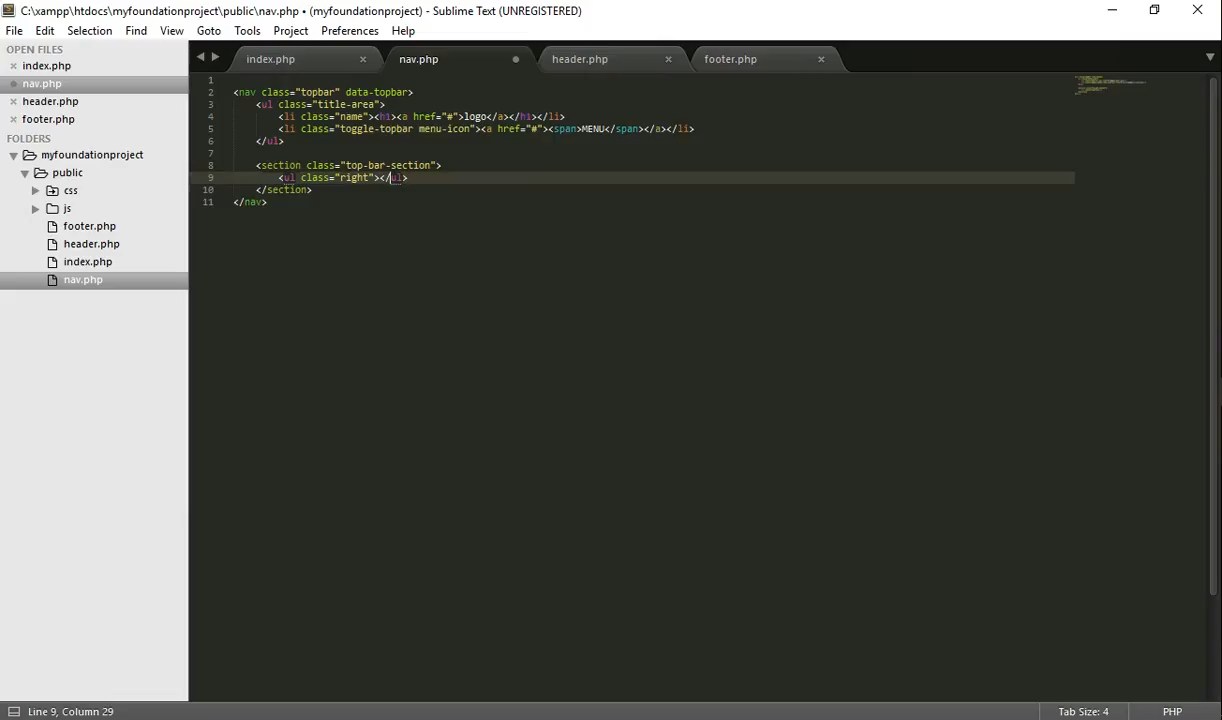 C:\xampp\htdocs\myfoundationproject\public\nav.php • (myfoundationproject) - Sublime Text (UNREGISTERED)
File Edit Selection Find View Goto Tools Project Preferences Help
OPEN FILES
index.php
nav.php
header.php
footer.php
FOLDERS
myfoundationproject
public
css
js
footer.php
header.php
index.php
nav.php
index.php nav.php header.php footer.php
1
2 <nav class="topbar" data-topbar>
3 <ul class="title-area">
4 <li class="name"><h1><a href="#">logo</a></h1></li>
5 <li class="toggle-topbar menu-icon"><a href="#"><span>MENU</span></a></li>
6 </ul>
7
8 <section class="top-bar-section">
9 <ul class="right"></ul>
10 </section>
11 </nav>
Line 9, Column 29 Tab Size: 4 PHP